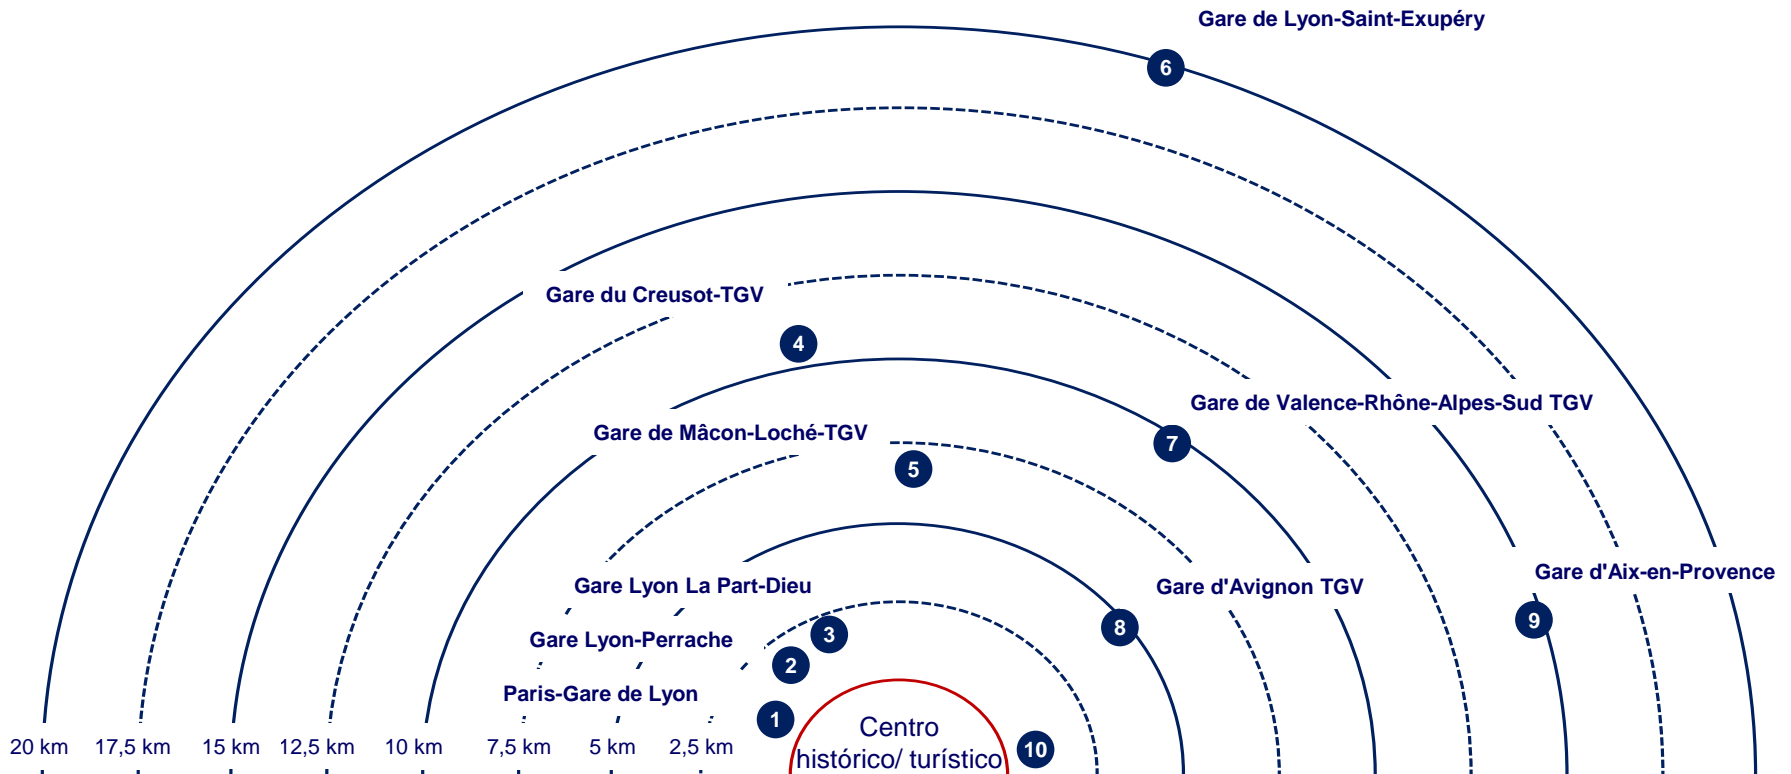 Gare de Lyon-Saint-Exupéry
6
Gare du Creusot-TGV
4
Gare de Valence-Rhône-Alpes-Sud TGV
Gare de Mâcon-Loché-TGV
7
5
Gare d'Aix-en-Provence
Gare Lyon La Part-Dieu
Gare d'Avignon TGV
9
8
3
Gare Lyon-Perrache
2
Paris-Gare de Lyon
1
Centro
histórico/ turístico
10
20 km 17,5 km 15 km 12,5 km 10 km 7,5 km 5 km 2,5 km